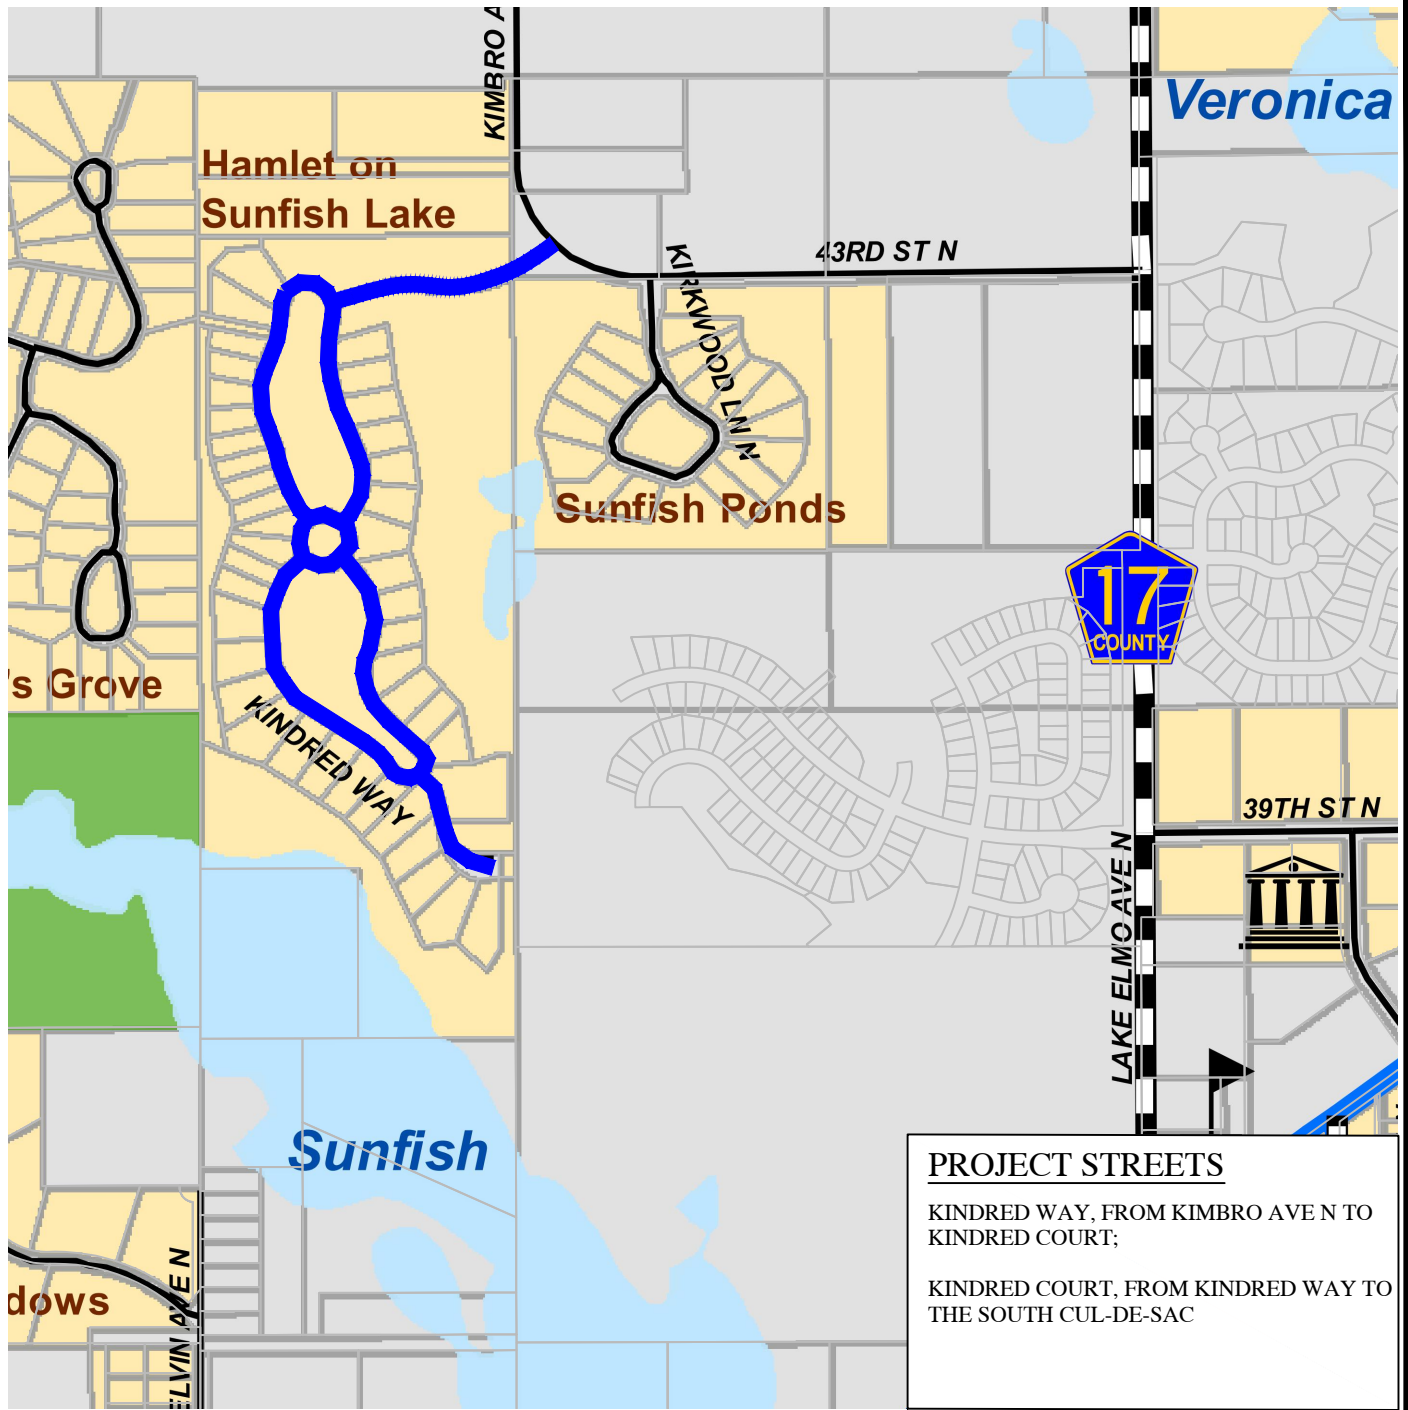 KIMBRO A
Veronica
Hamlet on
Sunfish Lake
43RD ST N
KIRKWOOD LN N
Sunfish Ponds
17
COUNTY
's Grove
KINDRED WAY
39TH ST N
LAKE ELMO AVE N
Sunfish
PROJECT STREETS
KINDRED WAY, FROM KIMBRO AVE N TO
KINDRED COURT;
KINDRED COURT, FROM KINDRED WAY TO
THE SOUTH CUL-DE-SAC
dows
ELVIN AVE N